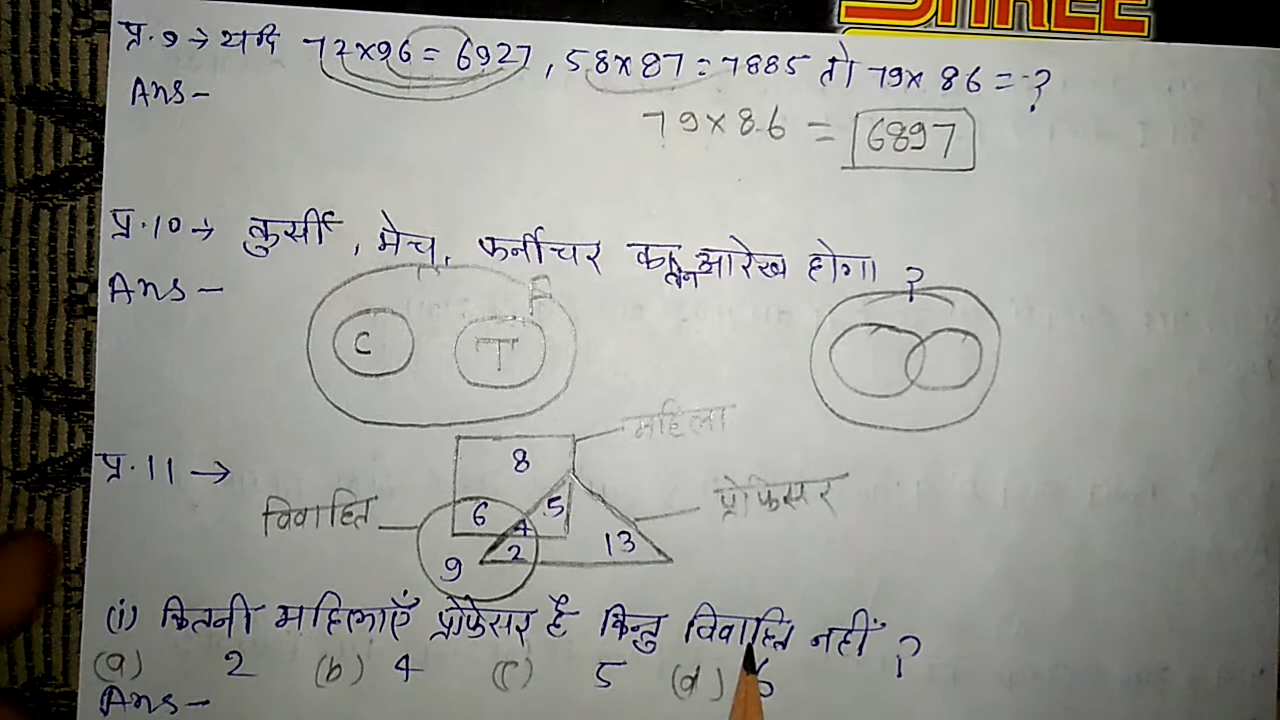 SHREE
प्र.9 → यदि 72×96 = 6927, 58×87 = 7885 तो 79×86 = ?
Ans -
79×86 = 6897
प्र.10 → कुर्सी, मेच, फर्नीचर का वेन आरेख होगा ?
Ans -
C T F
महिला
प्र.11 →
8
विवाहित 6 4 5 प्रोफेसर
9 2 13
(i) कितनी महिलाएँ प्रोफेसर है किन्तु विवाहित नहीं ?
(a) 2 (b) 4 (c) 5 (d) 6
Ans -